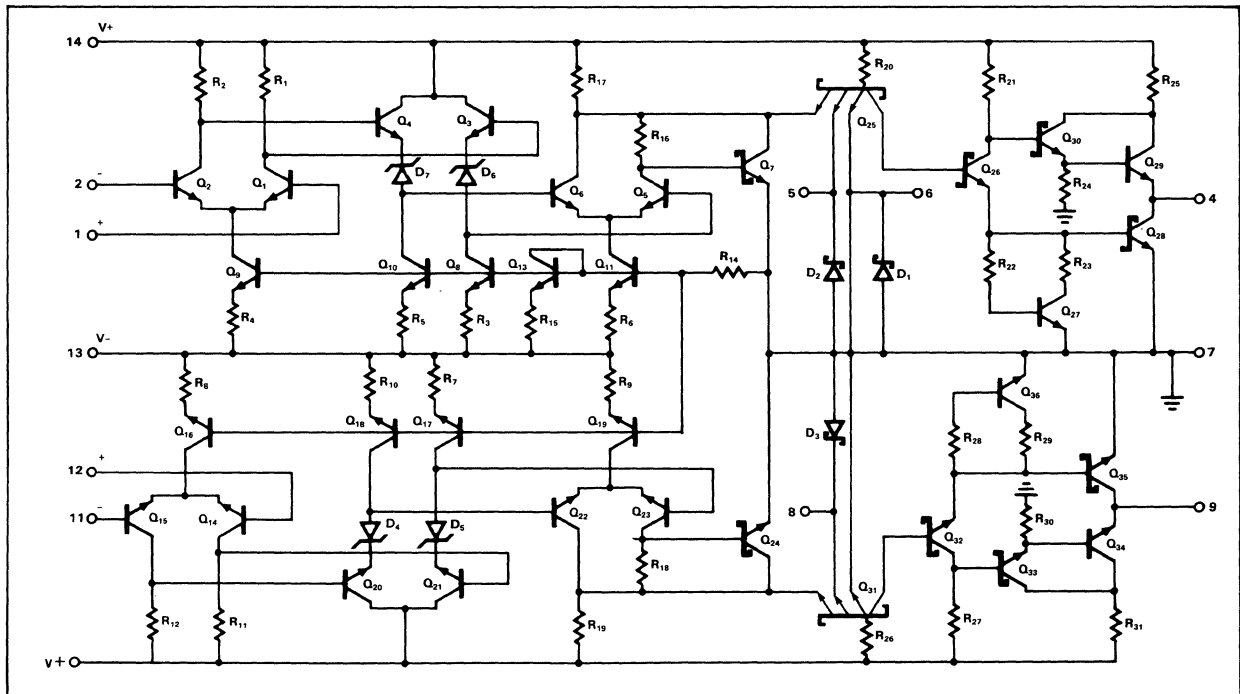 14 V+
R2 R1 R17 R20 R21 R25
Q4 Q3 Q25 Q30
R16 Q7 Q29
D7 D6 R24
2 - Q2 Q1 Q6 Q5 5 6 Q26 4
1 + Q28
Q9 Q10 Q8 Q13 Q11 R14 D2 D1 R22 R23
R4 R5 R3 R15 R6 Q27
13 V- 7
R8 R10 R7 R9 Q36
Q16 Q18 Q17 Q19 D3 R28 R29
12 + Q35
11 - Q15 Q14 D4 D5 Q22 Q23 8 R30 9
Q24 Q32 Q34
Q20 Q21 R18 Q31 Q33
R12 R11 R19 R26 R27 R31
V+